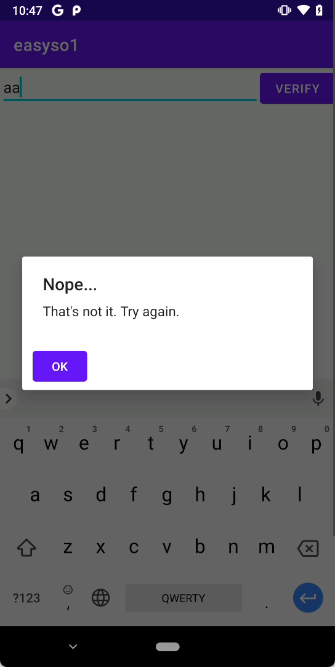 10:47
easyso1
aa
VERIFY
Nope...
That's not it. Try again.
OK
1 2 3 4 5 6 7 8 9 0
q w e r t y u i o p
a s d f g h j k l
z x c v b n m
?123 , QWERTY .